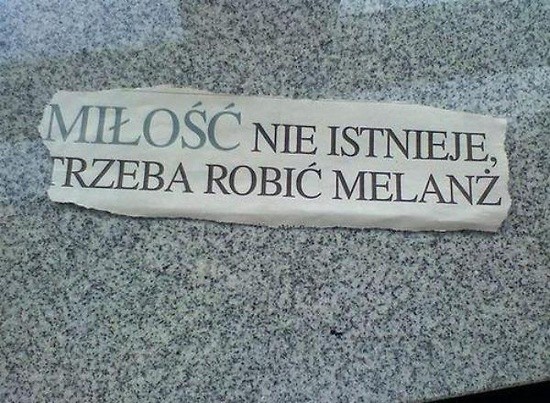 MIŁOŚĆ NIE ISTNIEJE,
TRZEBA ROBIĆ MELANŻ